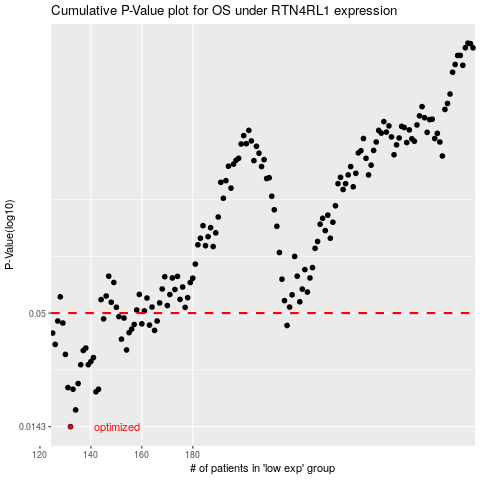 Cumulative P-Value plot for OS under RTN4RL1 expression
P-Value(log10)
0.05
0.0143
optimized
120 140 160 180
# of patients in 'low exp' group